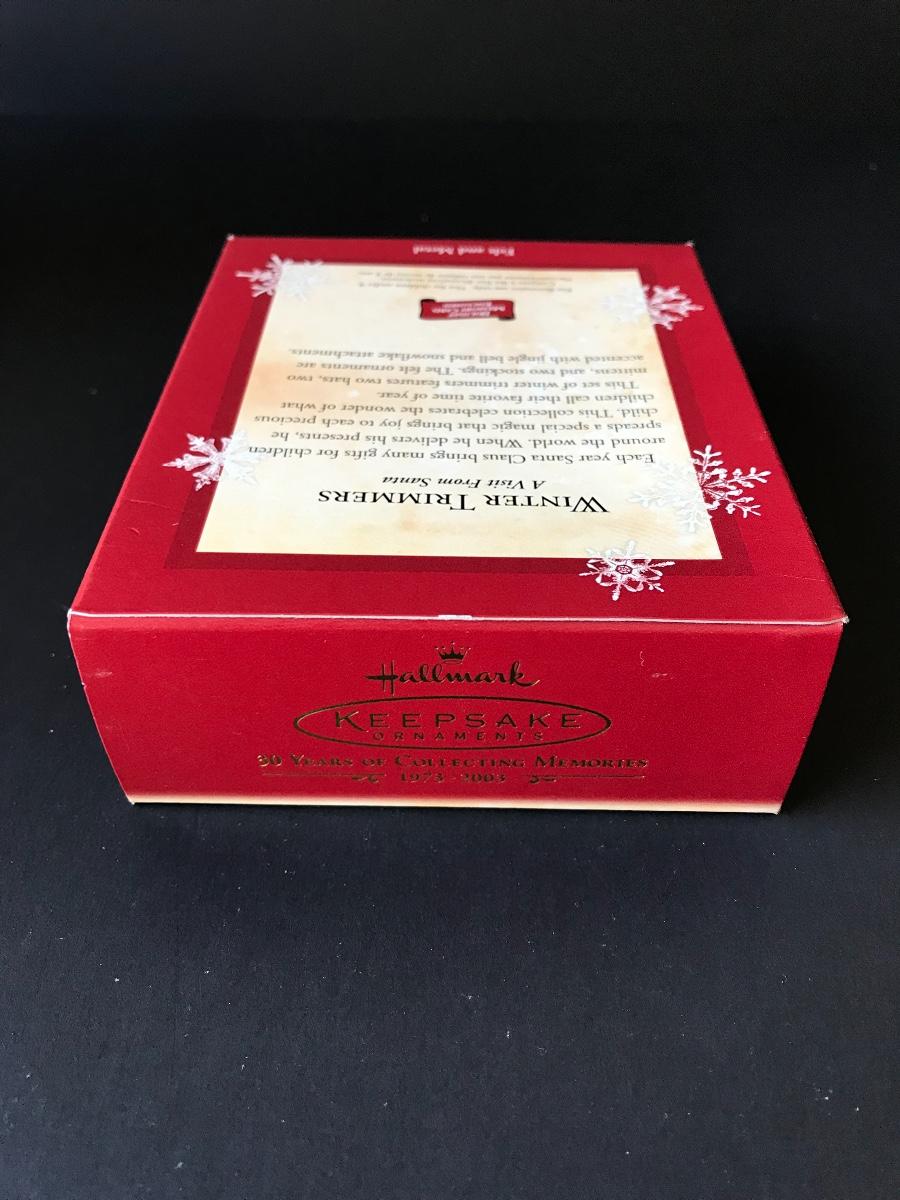 WINTER TRIMMERS
A Visit From Santa
Each year Santa Claus brings many gifts for children
around the world. When he delivers his presents, he
spreads a special magic that brings joy to each precious
child. This collection celebrates the wonder of what
children call their favorite time of year.
This set of winter trimmers features two hats, two
mittens, and two stockings. The felt ornaments are
accented with jingle bell and snowflake attachments.
Hallmark
KEEPSAKE
ORNAMENTS
30 YEARS OF COLLECTING MEMORIES
1973-2003